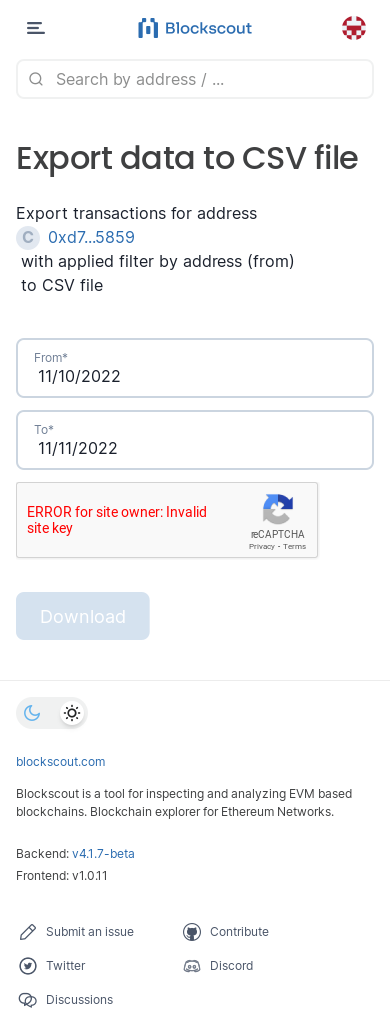 Blockscout
Search by address / ...
Export data to CSV file
Export transactions for address
C 0xd7...5859
with applied filter by address (from)
to CSV file
From*
11/10/2022
To*
11/11/2022
ERROR for site owner: Invalid
site key
reCAPTCHA
Privacy - Terms
Download
blockscout.com
Blockscout is a tool for inspecting and analyzing EVM based
blockchains. Blockchain explorer for Ethereum Networks.
Backend: v4.1.7-beta
Frontend: v1.0.11
Submit an issue
Contribute
Twitter
Discord
Discussions